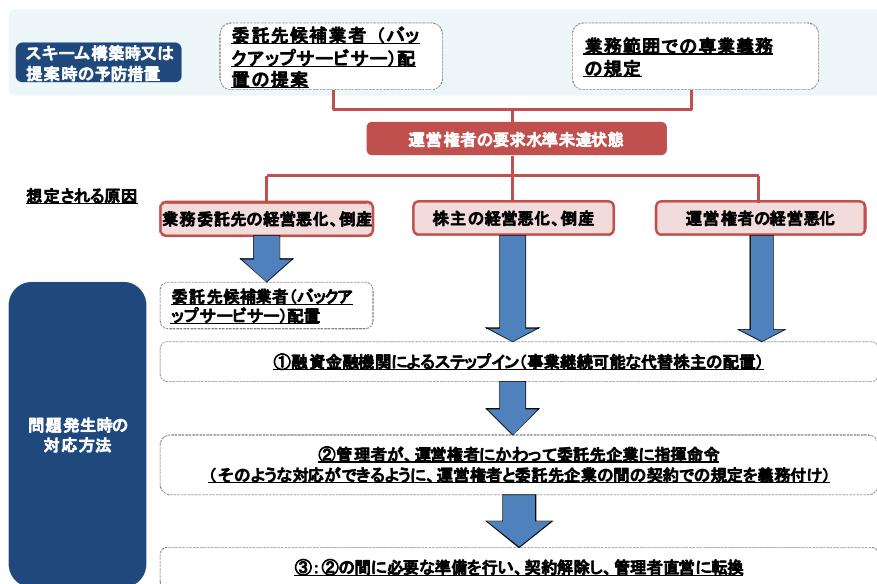 スキーム構築時又は
提案時の予防措置
委託先候補業者（バッ
クアップサービサー）配
置の提案
業務範囲での専業義務
の規定
運営権者の要求水準未達状態
想定される原因
業務委託先の経営悪化、倒産
株主の経営悪化、倒産
運営権者の経営悪化
問題発生時の
対応方法
委託先候補業者（バックア
ップサービサー）配置
①融資金融機関によるステップイン（事業継続可能な代替株主の配置）
②管理者が、運営権者にかわって委託先企業に指揮命令
（そのような対応ができるように、運営権者と委託先企業の間の契約での規定を義務付け）
③：②の間に必要な準備を行い、契約解除し、管理者直営に転換